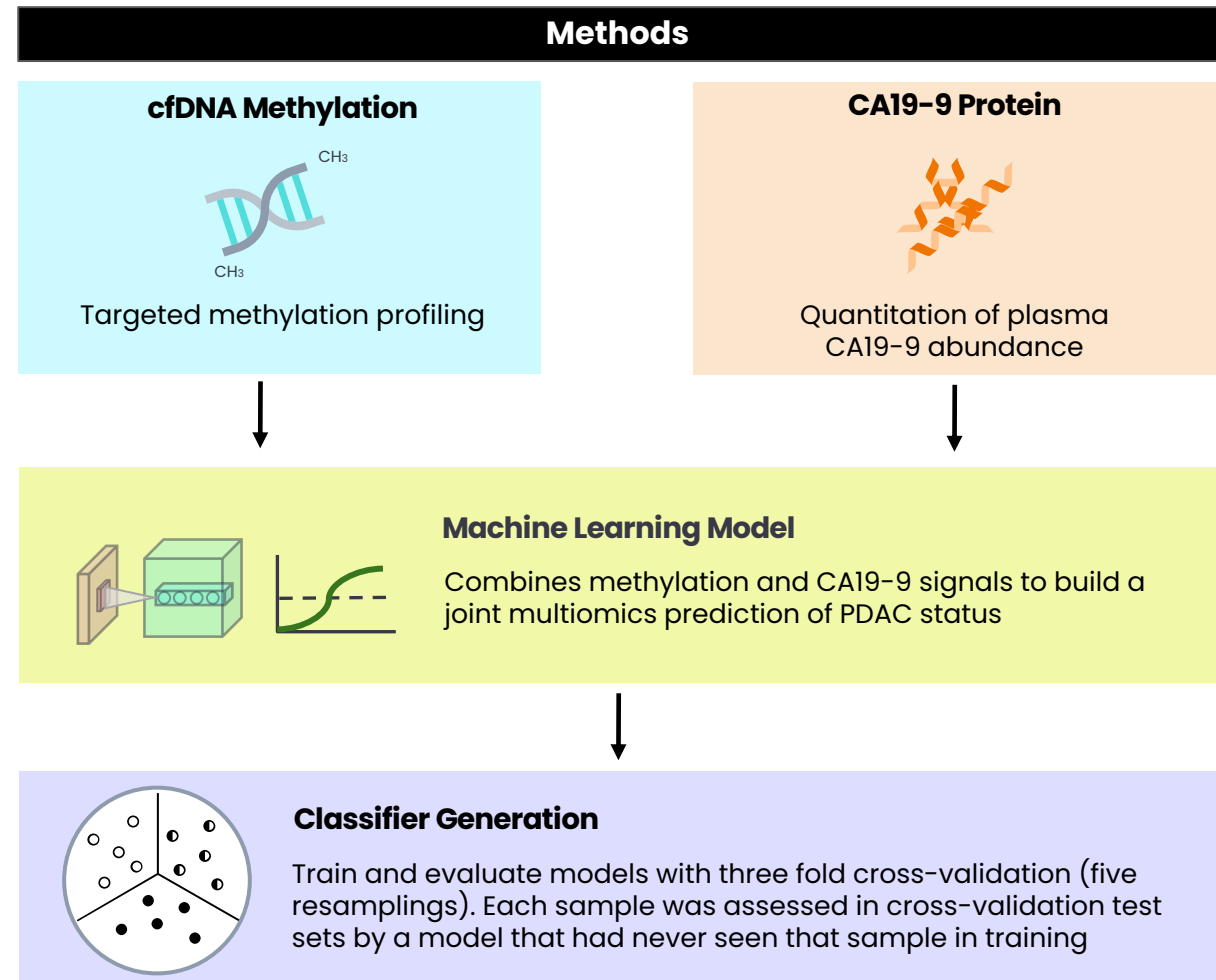 Methods
cfDNA Methylation
CH3
CH3
Targeted methylation profiling
CA19-9 Protein
Quantitation of plasma
CA19-9 abundance
Machine Learning Model
Combines methylation and CA19-9 signals to build a
joint multiomics prediction of PDAC status
Classifier Generation
Train and evaluate models with three fold cross-validation (five
resamplings). Each sample was assessed in cross-validation test
sets by a model that had never seen that sample in training